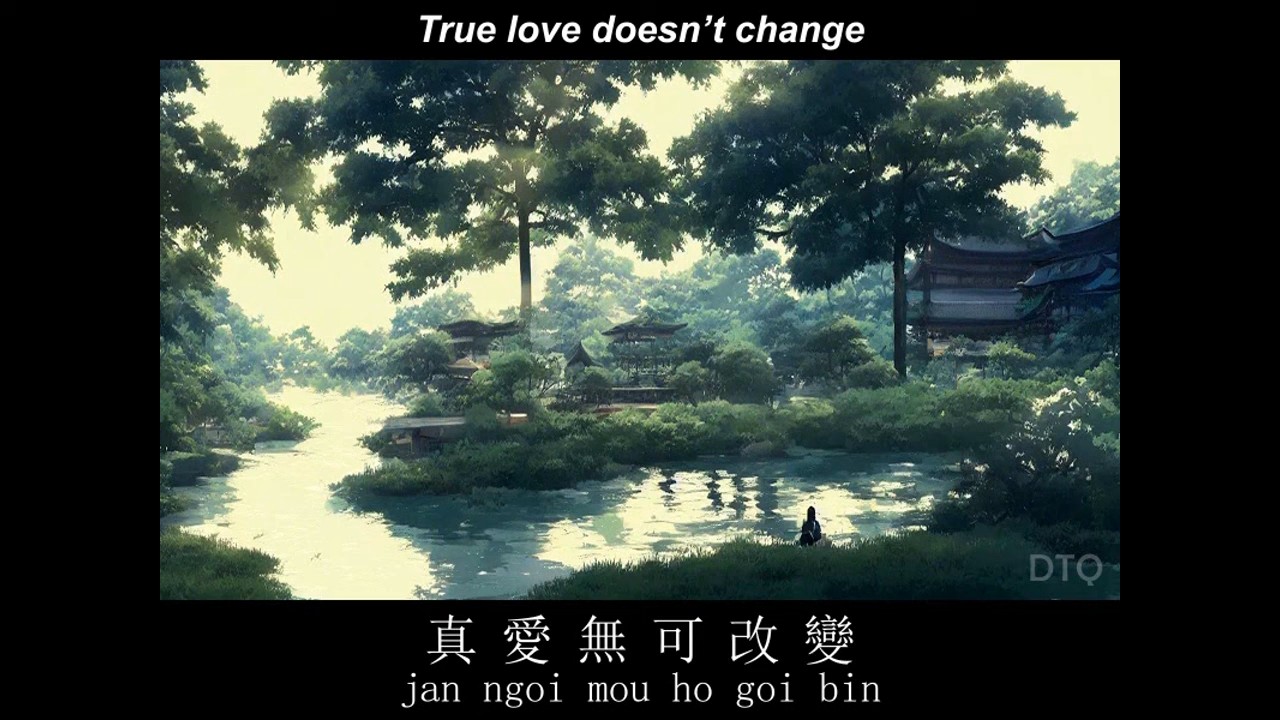 True love doesn’t change
DTQ
真 愛 無 可 改 變
jan ngoi mou ho goi bin